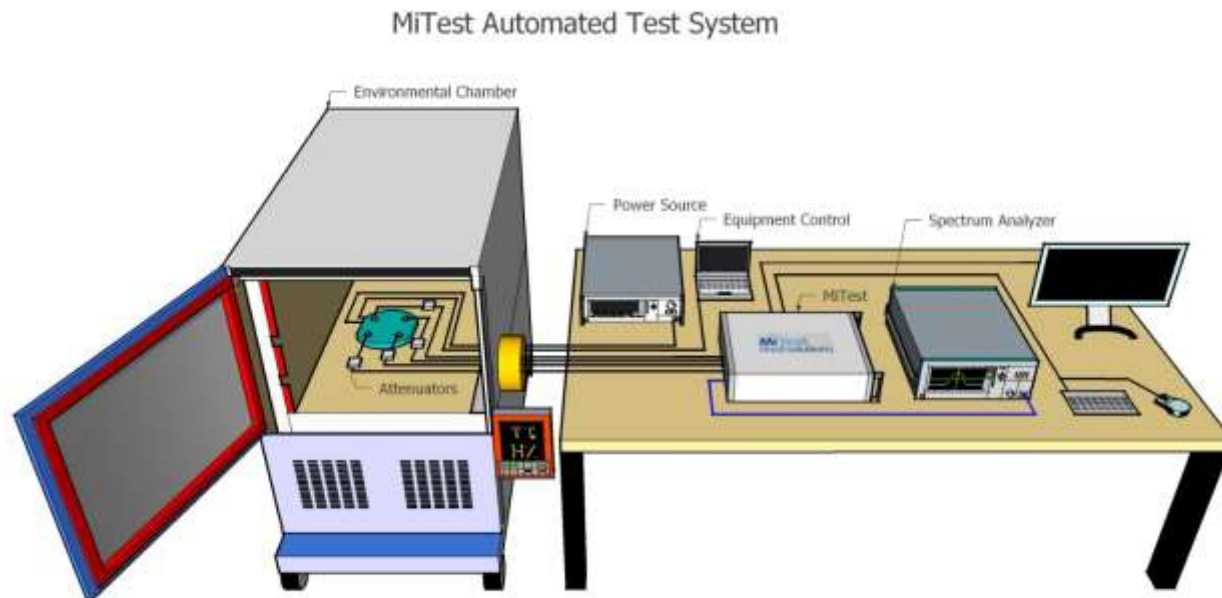 MiTest Automated Test System
Environmental Chamber
Power Source
Equipment Control
Spectrum Analyzer
MiTest
Attenuators